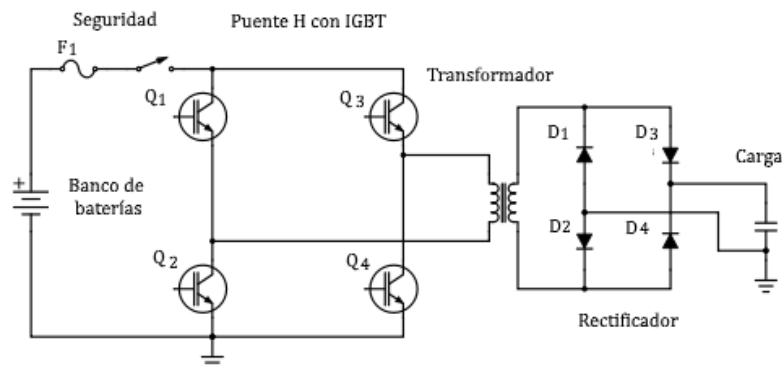 Seguridad
Puente H con IGBT
F1
Transformador
Q1
Q3
D1
D3
Carga
+
Banco de
baterías
D2
D4
Q2
Q4
Rectificador